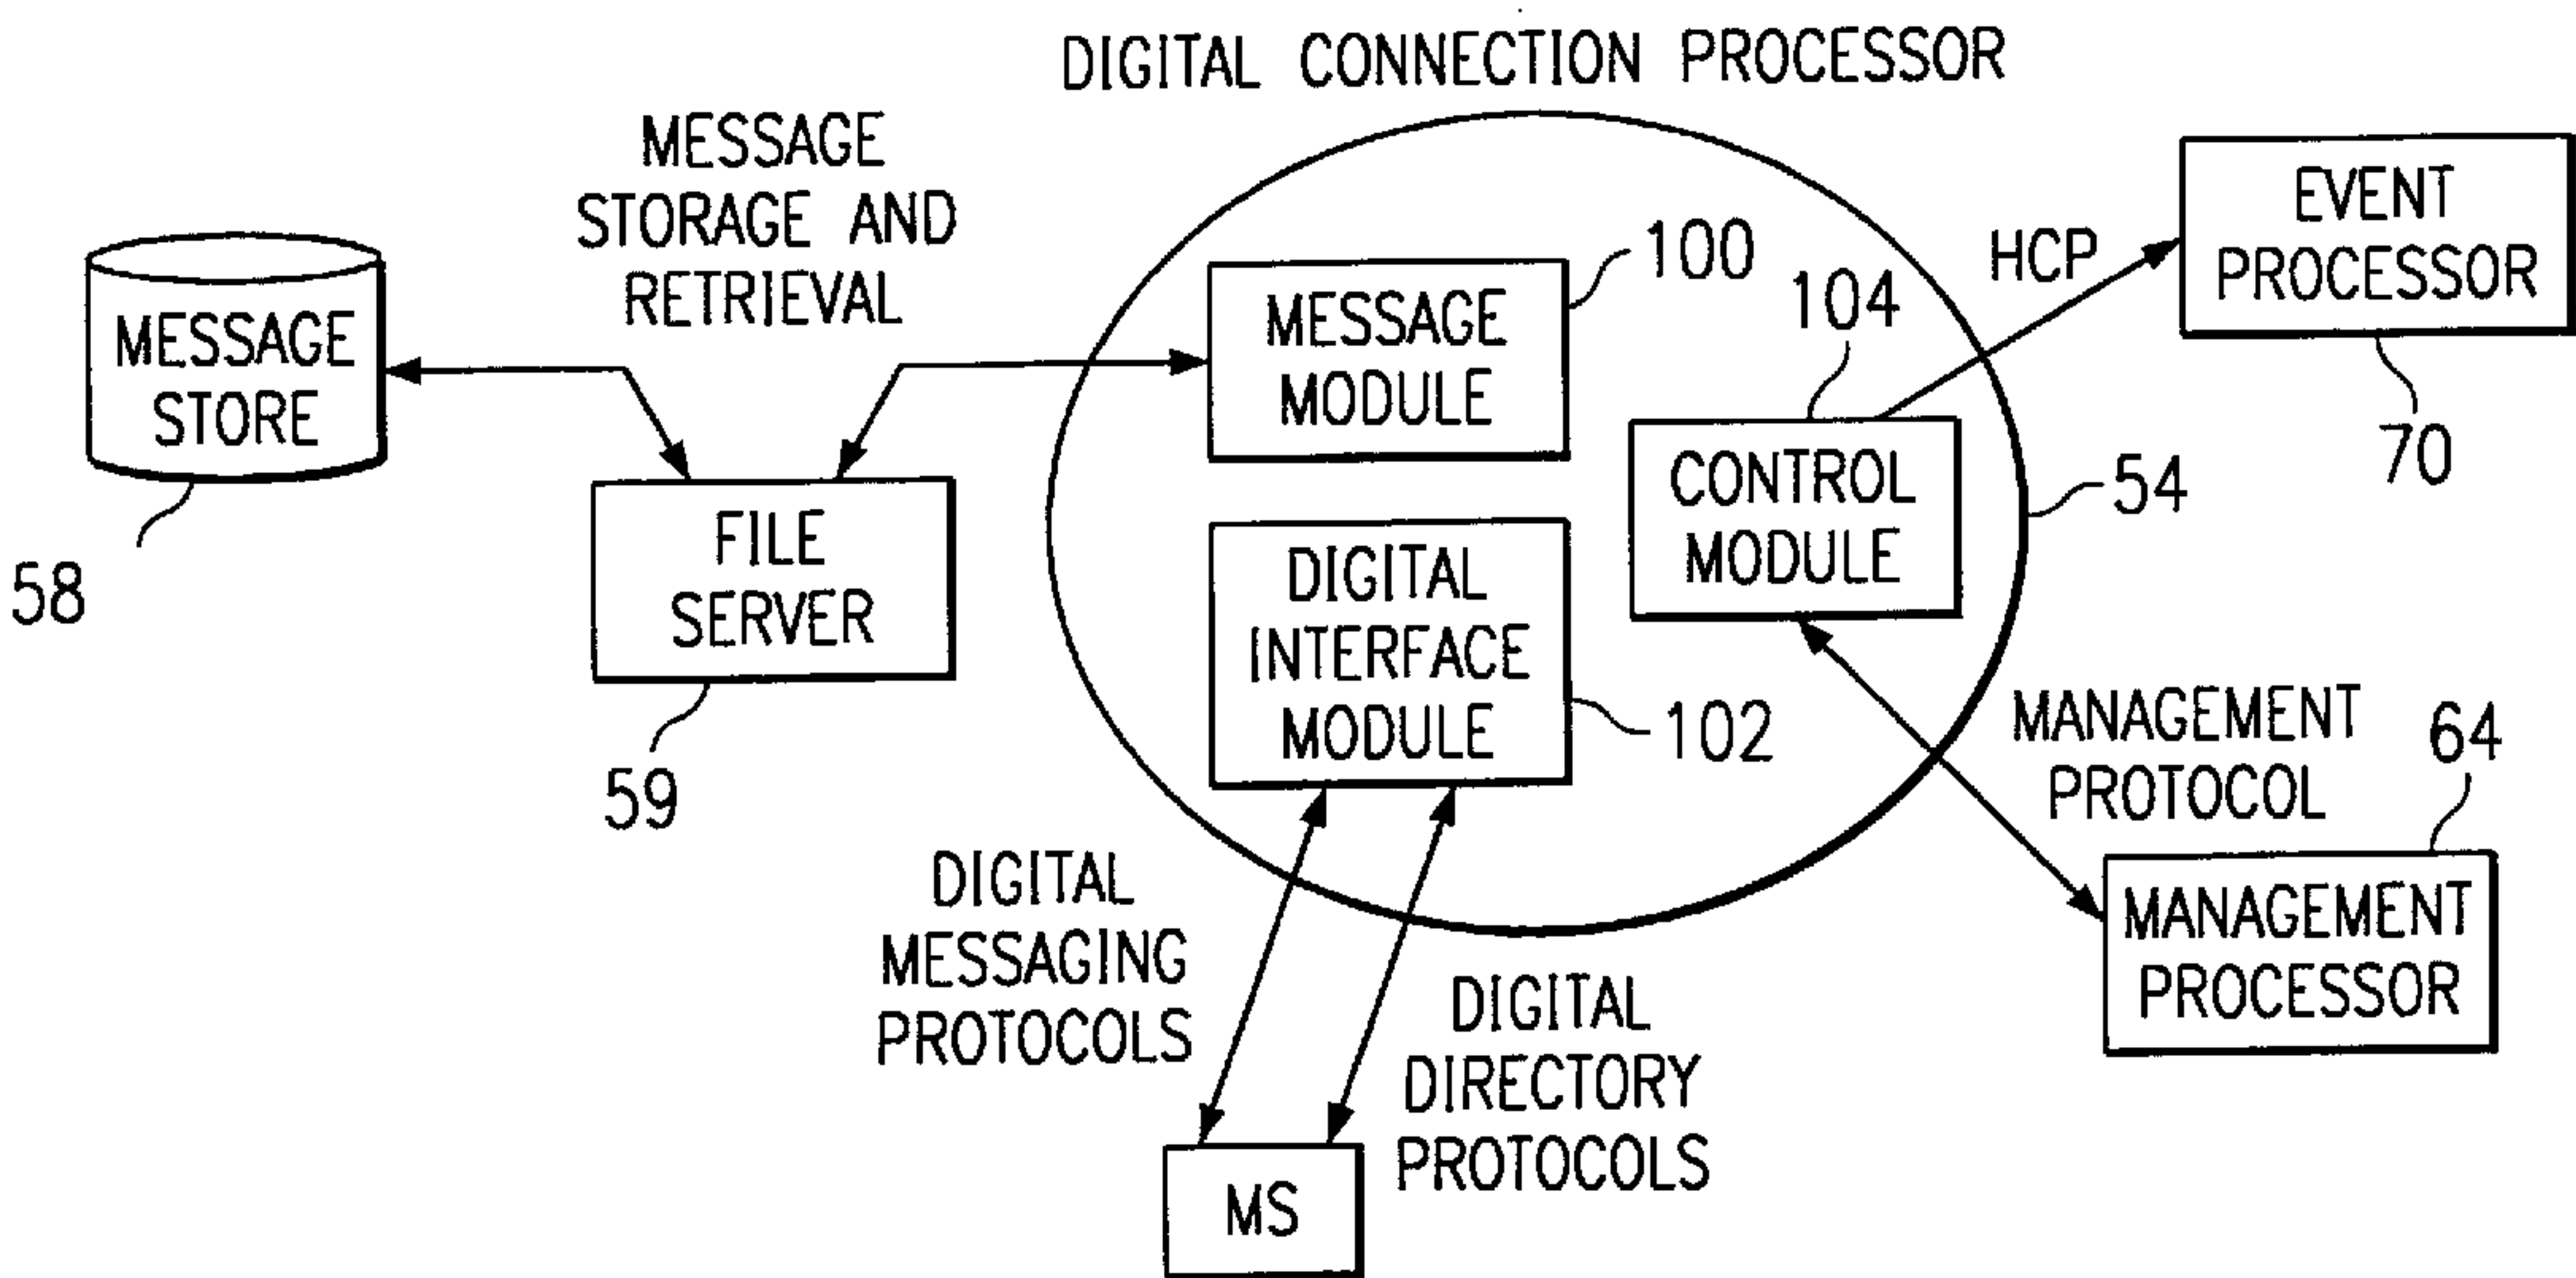 DIGITAL CONNECTION PROCESSOR
MESSAGE
STORAGE AND
RETRIEVAL
MESSAGE
STORE
58
FILE
SERVER
59
MESSAGE
MODULE
100
DIGITAL
INTERFACE
MODULE
102
104
CONTROL
MODULE
54
HCP
EVENT
PROCESSOR
70
MANAGEMENT
PROTOCOL
64
MANAGEMENT
PROCESSOR
DIGITAL
MESSAGING
PROTOCOLS
DIGITAL
DIRECTORY
PROTOCOLS
MS